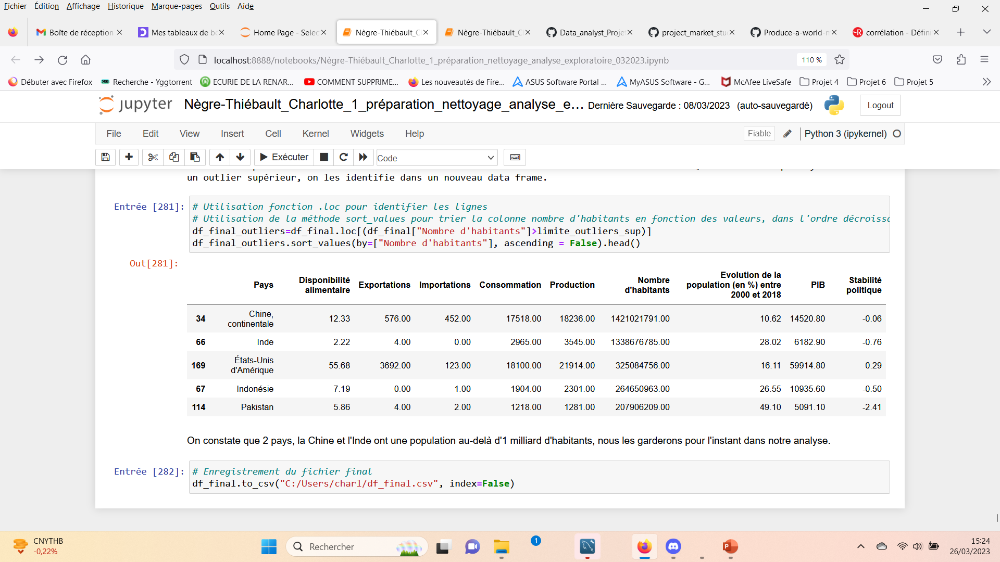 Fichier Édition Affichage Historique Marque-pages Outils Aide
Boîte de réception Mes tableaux de bo Home Page - Selec Nègre-Thiébault_C Nègre-Thiébault_C Data_analyst_Proje project_market_stu Produce-a-world-m corrélation - Défini
localhost:8888/notebooks/Nègre-Thiébault_Charlotte_1_préparation_nettoyage_analyse_exploratoire_032023.ipynb 110 %
Débuter avec Firefox Recherche - Yggtorrent ECURIE DE LA RENAR... COMMENT SUPPRIME... Les nouveautés de Fire... ASUS Software Portal ... MyASUS Software - G... McAfee LiveSafe Projet 4 Projet 6 Projet 5
jupyter Nègre-Thiébault_Charlotte_1_préparation_nettoyage_analyse_e... Dernière Sauvegarde : 08/03/2023 (auto-sauvegardé) Logout
File Edit View Insert Cell Kernel Widgets Help Fiable Python 3 (ipykernel)
Exécuter Code
un outlier supérieur, on les identifie dans un nouveau data frame.
Entrée [281]: # Utilisation fonction .loc pour identifier les lignes
# Utilisation de la méthode sort_values pour trier la colonne nombre d'habitants en fonction des valeurs, dans l'ordre décroissa
df_final_outliers=df_final.loc[(df_final["Nombre d'habitants"]>limite_outliers_sup)]
df_final_outliers.sort_values(by=["Nombre d'habitants"], ascending = False).head()
Out[281]:
Pays Disponibilité alimentaire Exportations Importations Consommation Production Nombre d'habitants Evolution de la population (en %) entre 2000 et 2018 PIB Stabilité politique
34 Chine, continentale 12.33 576.00 452.00 17518.00 18236.00 1421021791.00 10.62 14520.80 -0.06
66 Inde 2.22 4.00 0.00 2965.00 3545.00 1338676785.00 28.02 6182.90 -0.76
169 États-Unis d'Amérique 55.68 3692.00 123.00 18100.00 21914.00 325084756.00 16.11 59914.80 0.29
67 Indonésie 7.19 0.00 1.00 1904.00 2301.00 264650963.00 26.55 10935.60 -0.50
114 Pakistan 5.86 4.00 2.00 1218.00 1281.00 207906209.00 49.10 5091.10 -2.41
On constate que 2 pays, la Chine et l'Inde ont une population au-delà d'1 milliard d'habitants, nous les garderons pour l'instant dans notre analyse.
Entrée [282]: # Enregistrement du fichier final
df_final.to_csv("C:/Users/charl/df_final.csv", index=False)
CNYTHB
-0,22%
Rechercher
1
15:24
26/03/2023